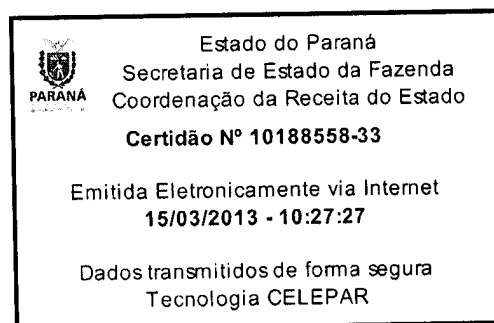 Estado do Paraná
Secretaria de Estado da Fazenda
PARANÁ
Coordenação da Receita do Estado
Certidão Nº 10188558-33
Emitida Eletronicamente via Internet
15/03/2013 - 10:27:27
Dados transmitidos de forma segura
Tecnologia CELEPAR